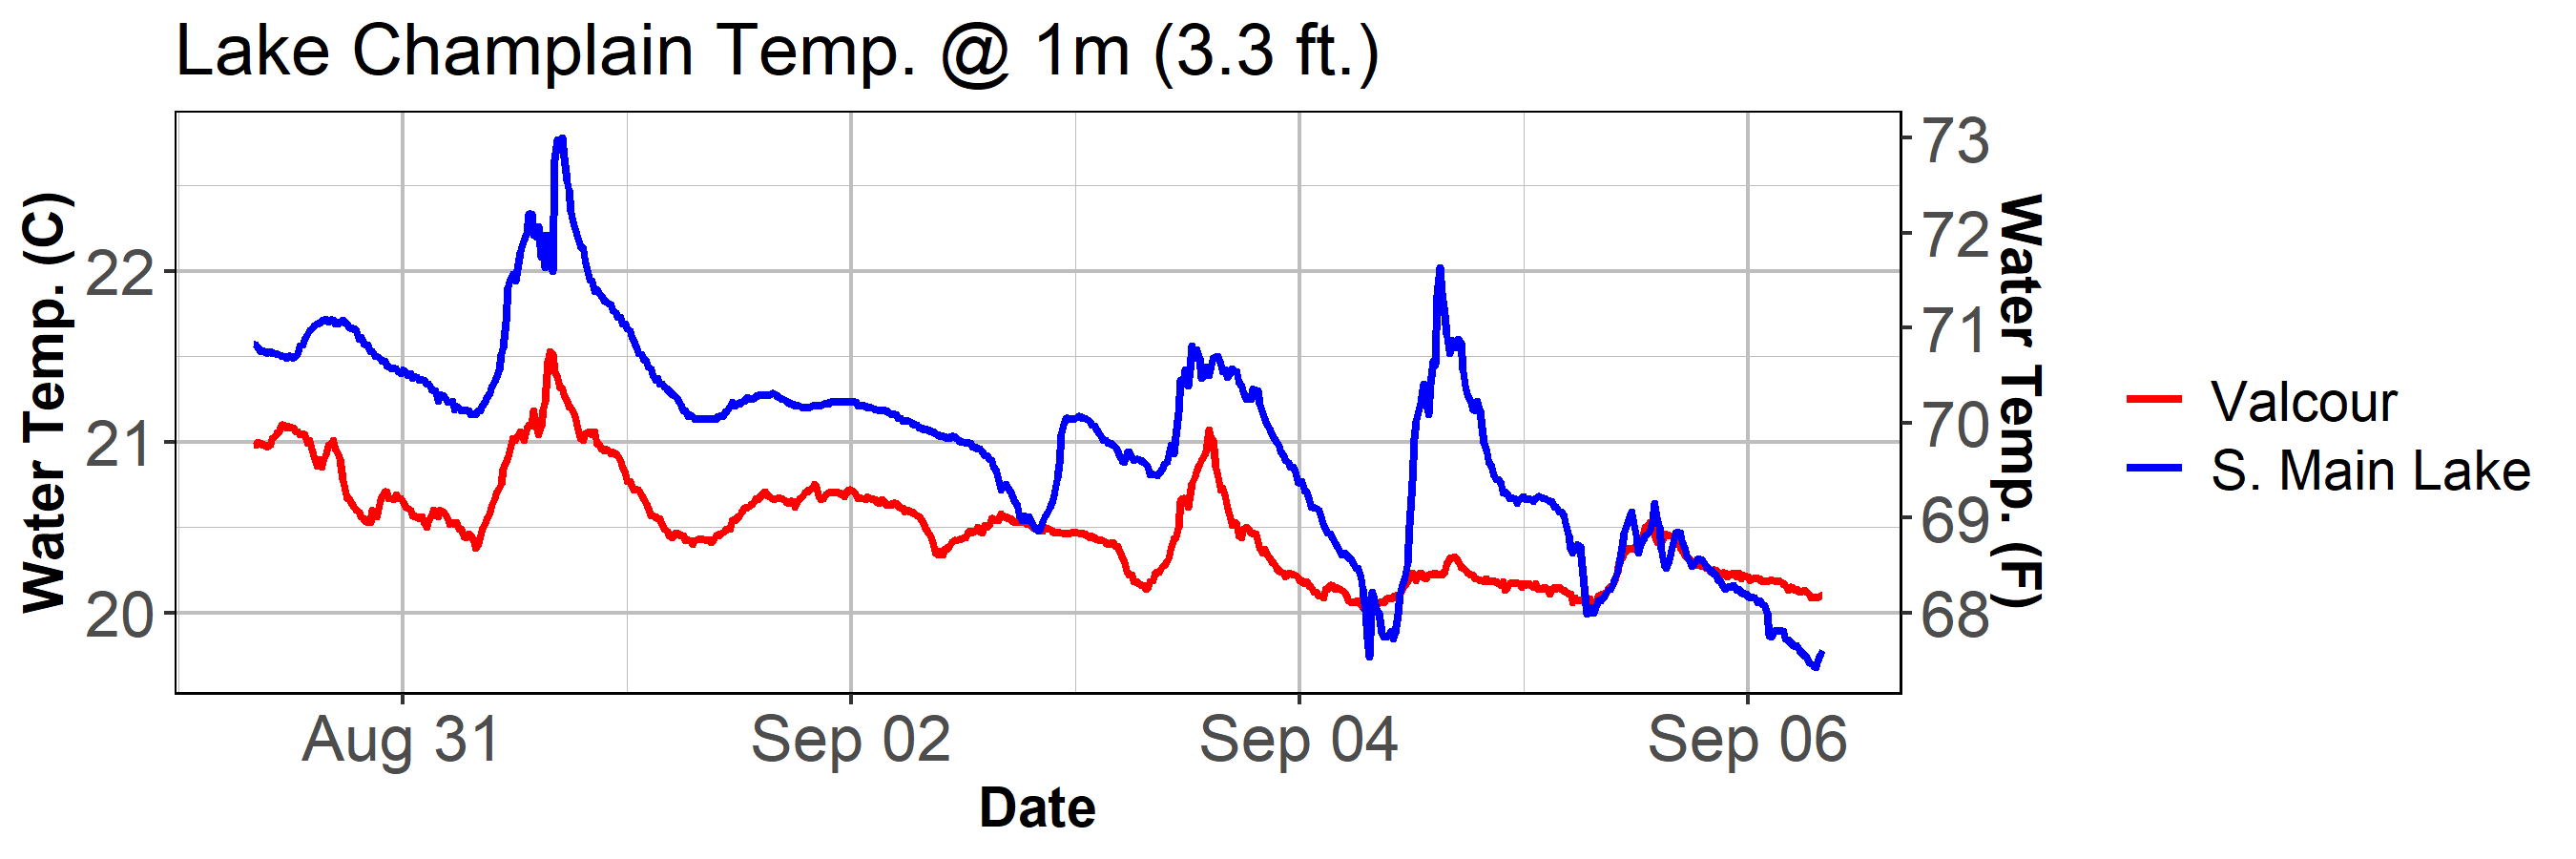 Lake Champlain Temp. @ 1m (3.3 ft.)
Water Temp. (C)
22
21
20
73
72
71
70
69
68
Water Temp. (F)
Aug 31
Sep 02
Sep 04
Sep 06
Date
Valcour
S. Main Lake